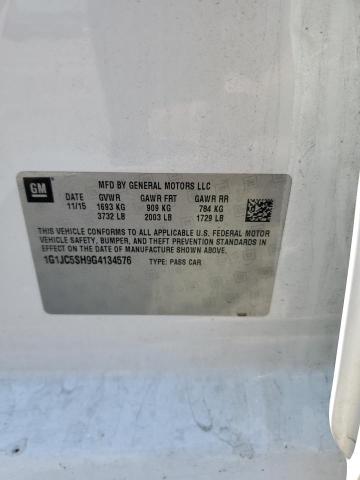 GM
MFD BY GENERAL MOTORS LLC
DATE GVWR GAWR FRT GAWR RR
11/15 1693 KG 909 KG 784 KG
3732 LB 2003 LB 1729 LB
THIS VEHICLE CONFORMS TO ALL APPLICABLE U.S. FEDERAL MOTOR
VEHICLE SAFETY, BUMPER, AND THEFT PREVENTION STANDARDS
IN EFFECT ON THE DATE OF MANUFACTURE SHOWN ABOVE.
1G1JC5SH9G4134576 TYPE: PASS CAR